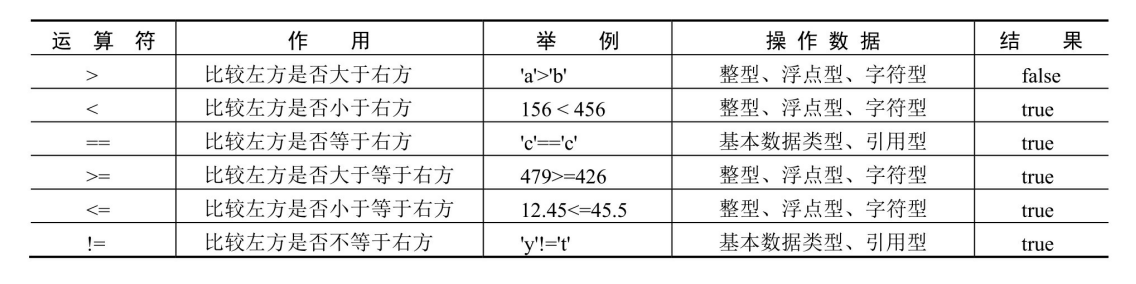 运 算 符 作 用 举 例 操 作 数 据 结 果
> 比较左方是否大于右方 'a'>'b' 整型、浮点型、字符型 false
< 比较左方是否小于右方 156 < 456 整型、浮点型、字符型 true
== 比较左方是否等于右方 'c'=='c' 基本数据类型、引用型 true
>= 比较左方是否大于等于右方 479>=426 整型、浮点型、字符型 true
<= 比较左方是否小于等于右方 12.45<=45.5 整型、浮点型、字符型 true
!= 比较左方是否不等于右方 'y'!='t' 基本数据类型、引用型 true